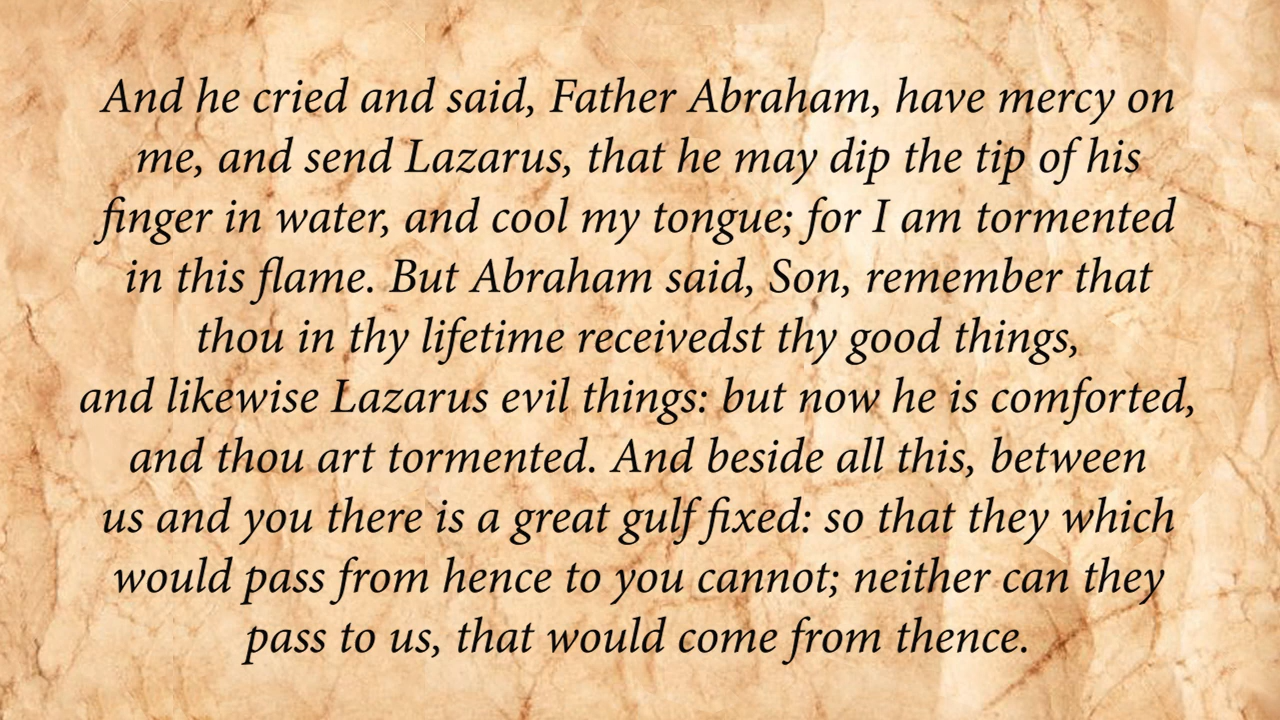 And he cried and said, Father Abraham, have mercy on
me, and send Lazarus, that he may dip the tip of his
finger in water, and cool my tongue; for I am tormented
in this flame. But Abraham said, Son, remember that
thou in thy lifetime receivedst thy good things,
and likewise Lazarus evil things: but now he is comforted,
and thou art tormented. And beside all this, between
us and you there is a great gulf fixed: so that they which
would pass from hence to you cannot; neither can they
pass to us, that would come from thence.